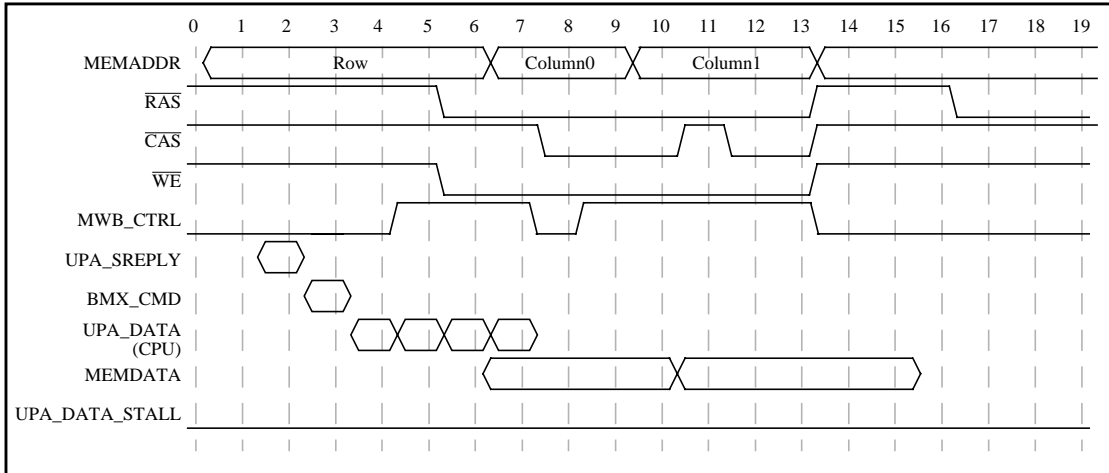 0 1 2 3 4 5 6 7 8 9 10 11 12 13 14 15 16 17 18 19
MEMADDR Row Column0 Column1
RAS
CAS
WE
MWB_CTRL
UPA_SREPLY
BMX_CMD
UPA_DATA
(CPU)
MEMDATA
UPA_DATA_STALL